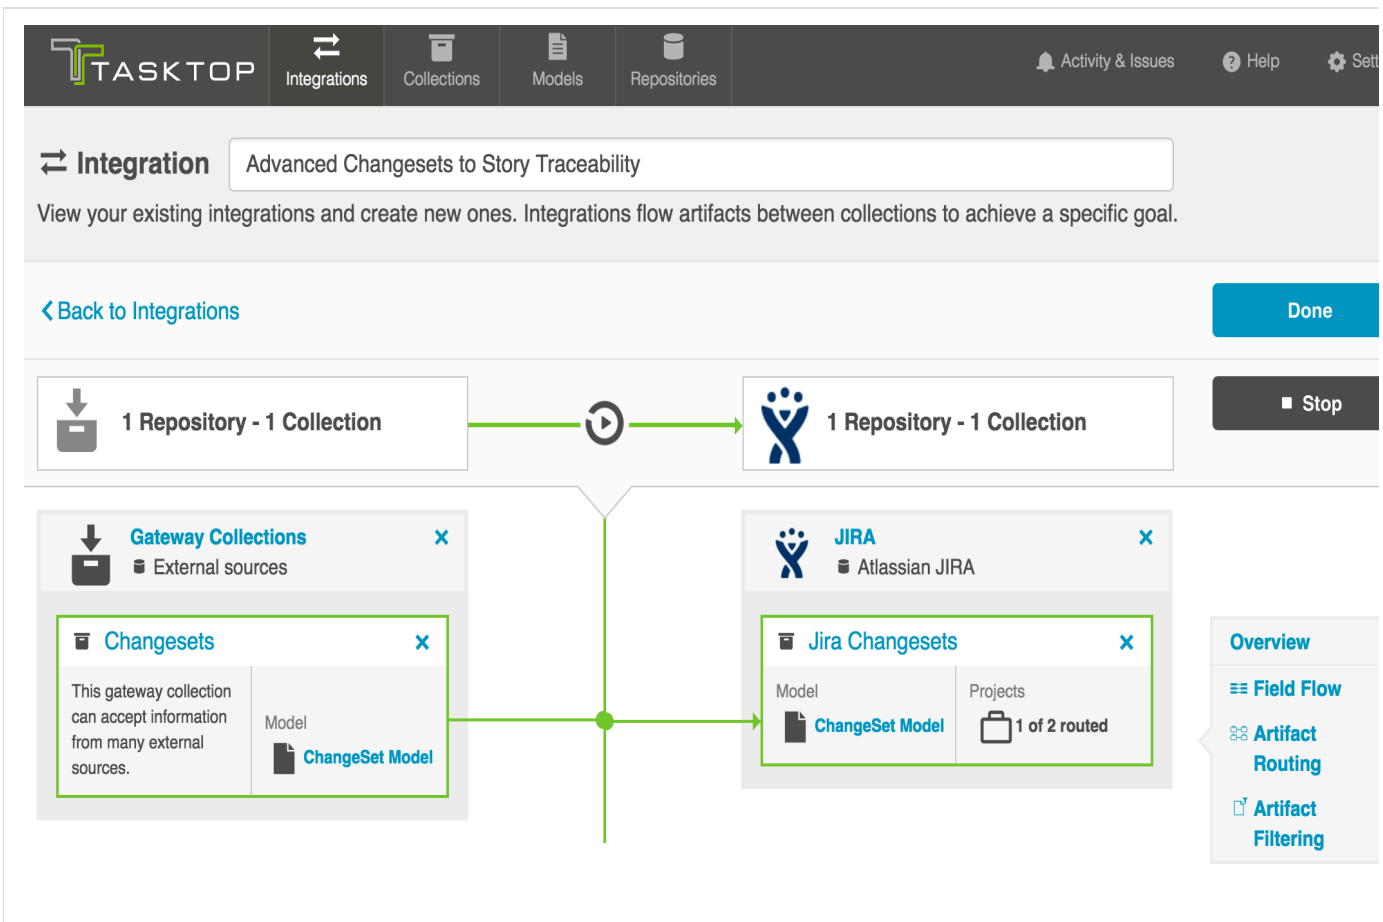 TASKTOP
Integrations
Collections
Models
Repositories
Activity & Issues
Help
Sett
Integration
Advanced Changesets to Story Traceability
View your existing integrations and create new ones. Integrations flow artifacts between collections to achieve a specific goal.
Back to Integrations
Done
1 Repository - 1 Collection
1 Repository - 1 Collection
Stop
Gateway Collections
External sources
JIRA
Atlassian JIRA
Changesets
This gateway collection
can accept information
from many external
sources.
Model
ChangeSet Model
Jira Changesets
Model
ChangeSet Model
Projects
1 of 2 routed
Overview
Field Flow
Artifact
Routing
Artifact
Filtering